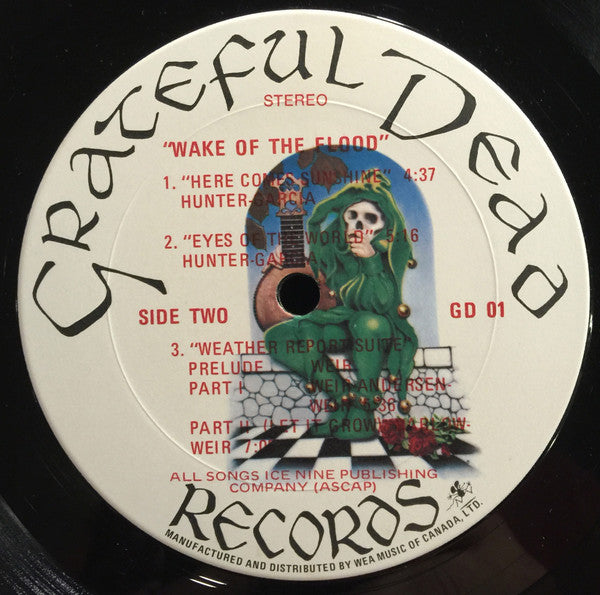 GRATEFUL DEAD
STEREO
"WAKE OF THE FLOOD"
1. "HERE COMES SUNSHINE" 4:37
HUNTER-GARCIA
2. "EYES OF THE WORLD" 5:16
HUNTER-GARCIA
SIDE TWO
GD 01
3. "WEATHER REPORT SUITE"
PRELUDE WEIR
PART I WEIR-ANDERSEN-
WEIR 5:36
PART II (LET IT GROW) BARLOW-
WEIR
ALL SONGS ICE NINE PUBLISHING
COMPANY (ASCAP)
RECORDS
MANUFACTURED AND DISTRIBUTED BY WEA MUSIC OF CANADA, LTD.